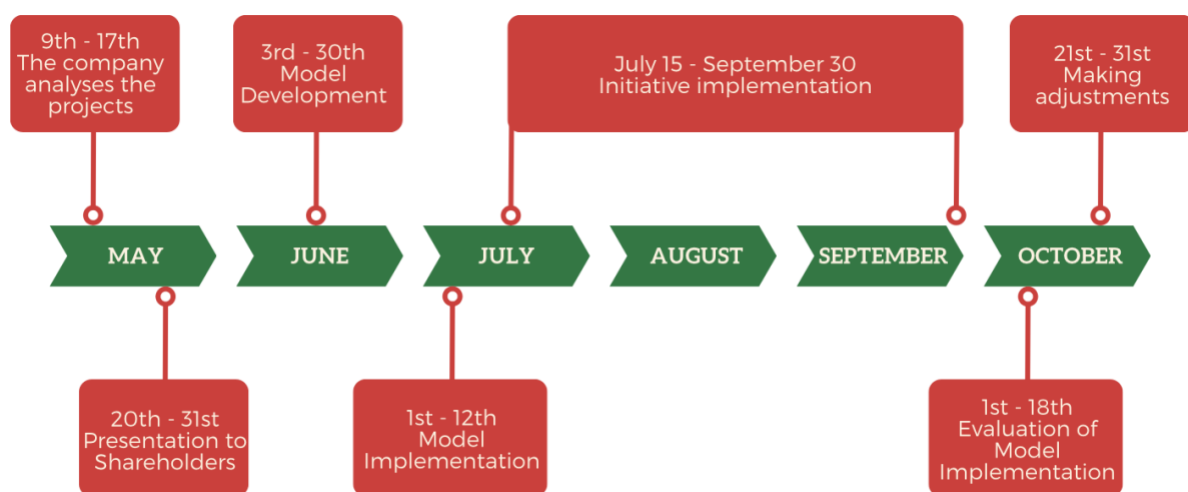 9th - 17th
The company
analyses the
projects
3rd - 30th
Model
Development
July 15 - September 30
Initiative implementation
21st - 31st
Making
adjustments
MAY
JUNE
JULY
AUGUST
SEPTEMBER
OCTOBER
20th - 31st
Presentation to
Shareholders
1st - 12th
Model
Implementation
1st - 18th
Evaluation of
Model
Implementation